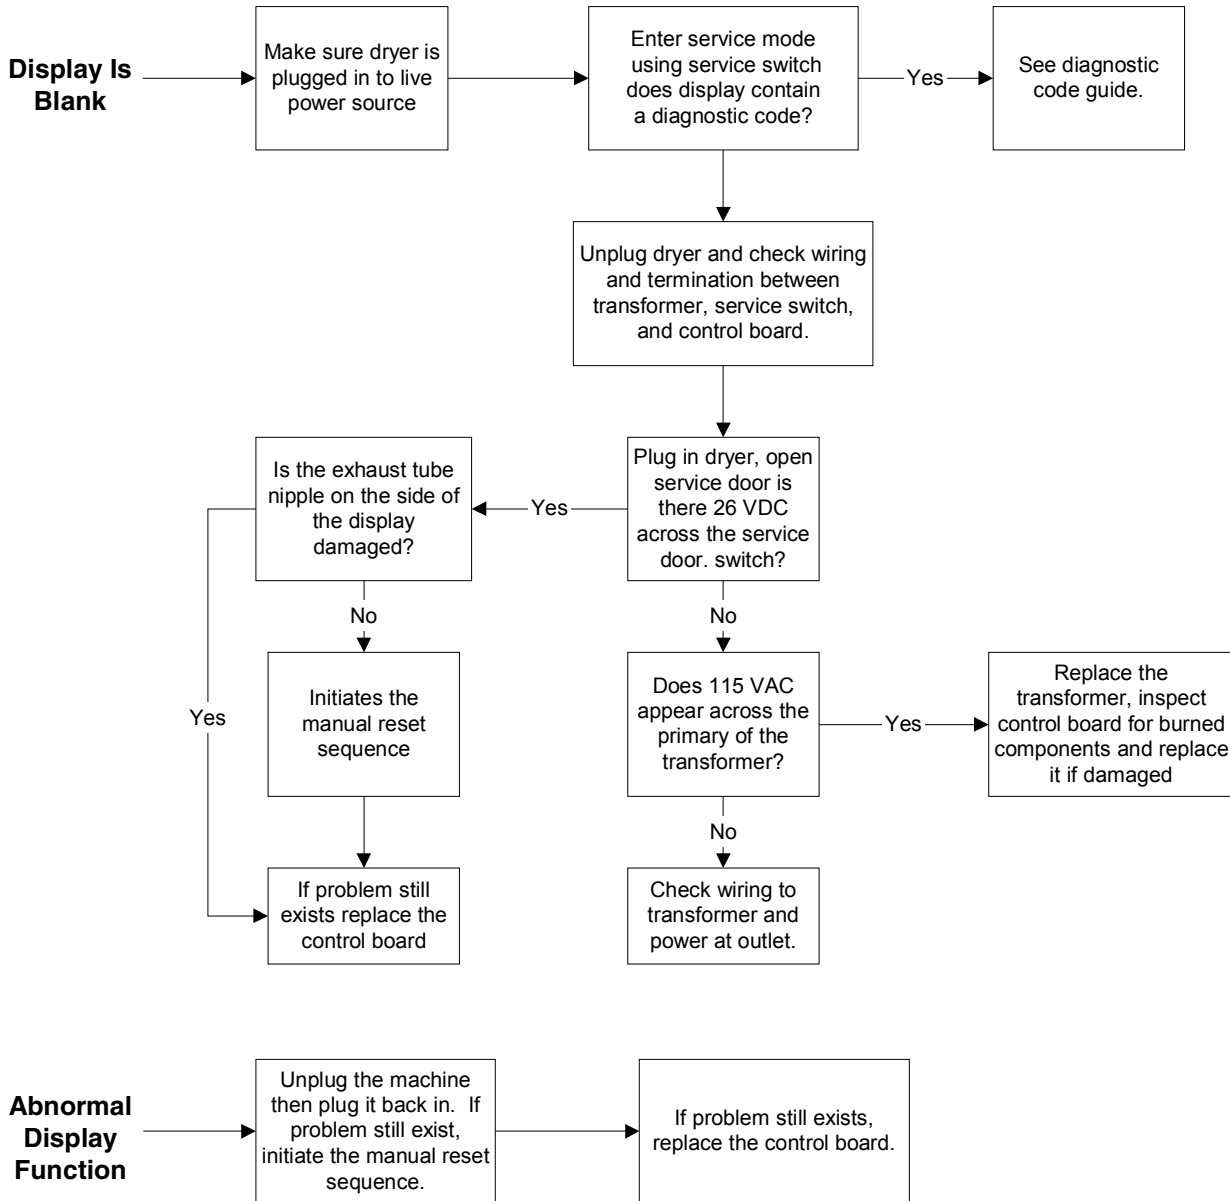 Display Is
Blank
Make sure dryer is
plugged in to live
power source
Enter service mode
using service switch
does display contain
a diagnostic code?
Yes
See diagnostic
code guide.
Unplug dryer and check wiring
and termination between
transformer, service switch,
and control board.
Plug in dryer, open
service door is
there 26 VDC
across the service
door. switch?
Yes
Is the exhaust tube
nipple on the side of
the display
damaged?
No
No
Yes
Initiates the
manual reset
sequence
Does 115 VAC
appear across the
primary of the
transformer?
Yes
Replace the
transformer, inspect
control board for burned
components and replace
it if damaged
No
If problem still
exists replace the
control board
Check wiring to
transformer and
power at outlet.
Abnormal
Display
Function
Unplug the machine
then plug it back in.  If
problem still exist,
initiate the manual reset
sequence.
If problem still exists,
replace the control board.